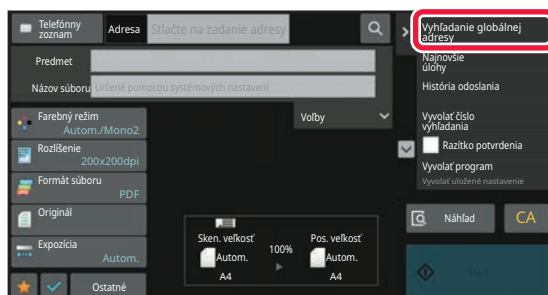 Telefónny
zoznam
Adresa
Stlačte na zadanie adresy
Predmet
Názov súboru
Určené pomocou systémových nastavení
Farebný režim
Autom./Mono2
Rozlíšenie
200x200dpi
Formát súboru
PDF
Originál
Expozícia
Autom.
Ostatné
Voľby
Sken. veľkosť
Autom.
A4
100%
Pos. veľkosť
Autom.
A4
Vyhľadanie globálnej
adresy
Najnovšie
úlohy
História odoslania
Vyvolať číslo
vyhľadania
Razítko potvrdenia
Vyvolať program
Vyvolať uložené nastavenie
Náhľad
CA
Štart